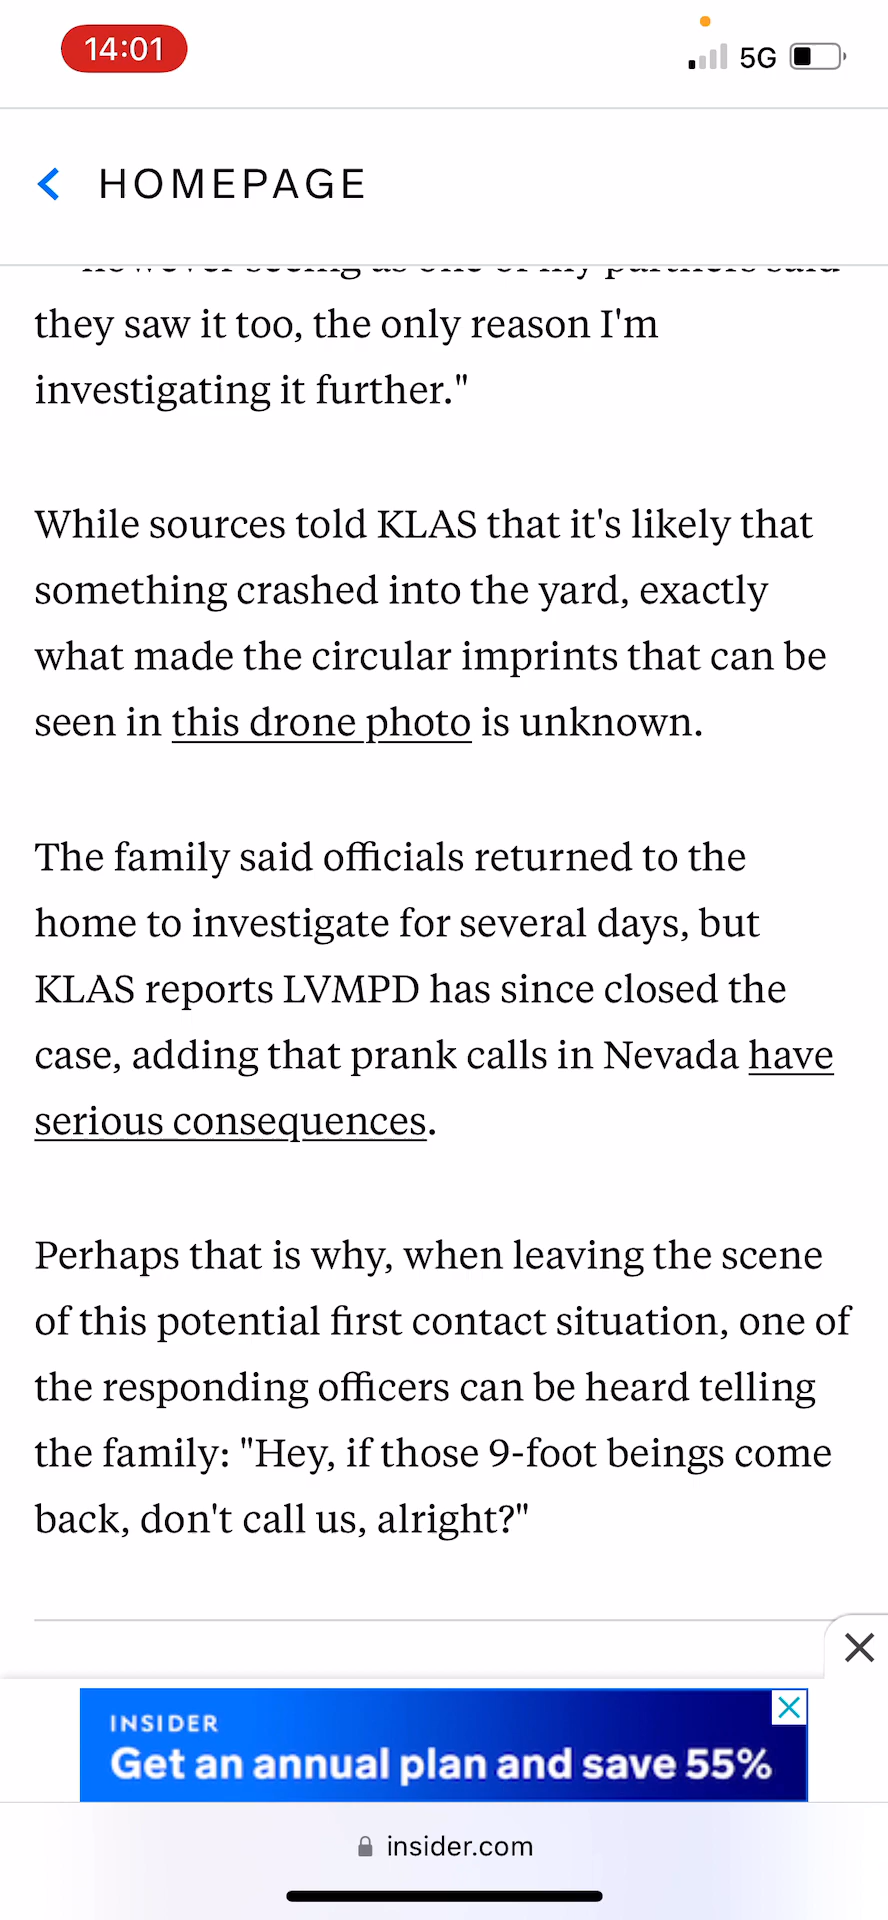 14:01
5G
HOMEPAGE
they saw it too, the only reason I'm
investigating it further."
While sources told KLAS that it's likely that
something crashed into the yard, exactly
what made the circular imprints that can be
seen in this drone photo is unknown.
The family said officials returned to the
home to investigate for several days, but
KLAS reports LVMPD has since closed the
case, adding that prank calls in Nevada have
serious consequences.
Perhaps that is why, when leaving the scene
of this potential first contact situation, one of
the responding officers can be heard telling
the family: "Hey, if those 9-foot beings come
back, don't call us, alright?"
INSIDER
Get an annual plan and save 55%
insider.com